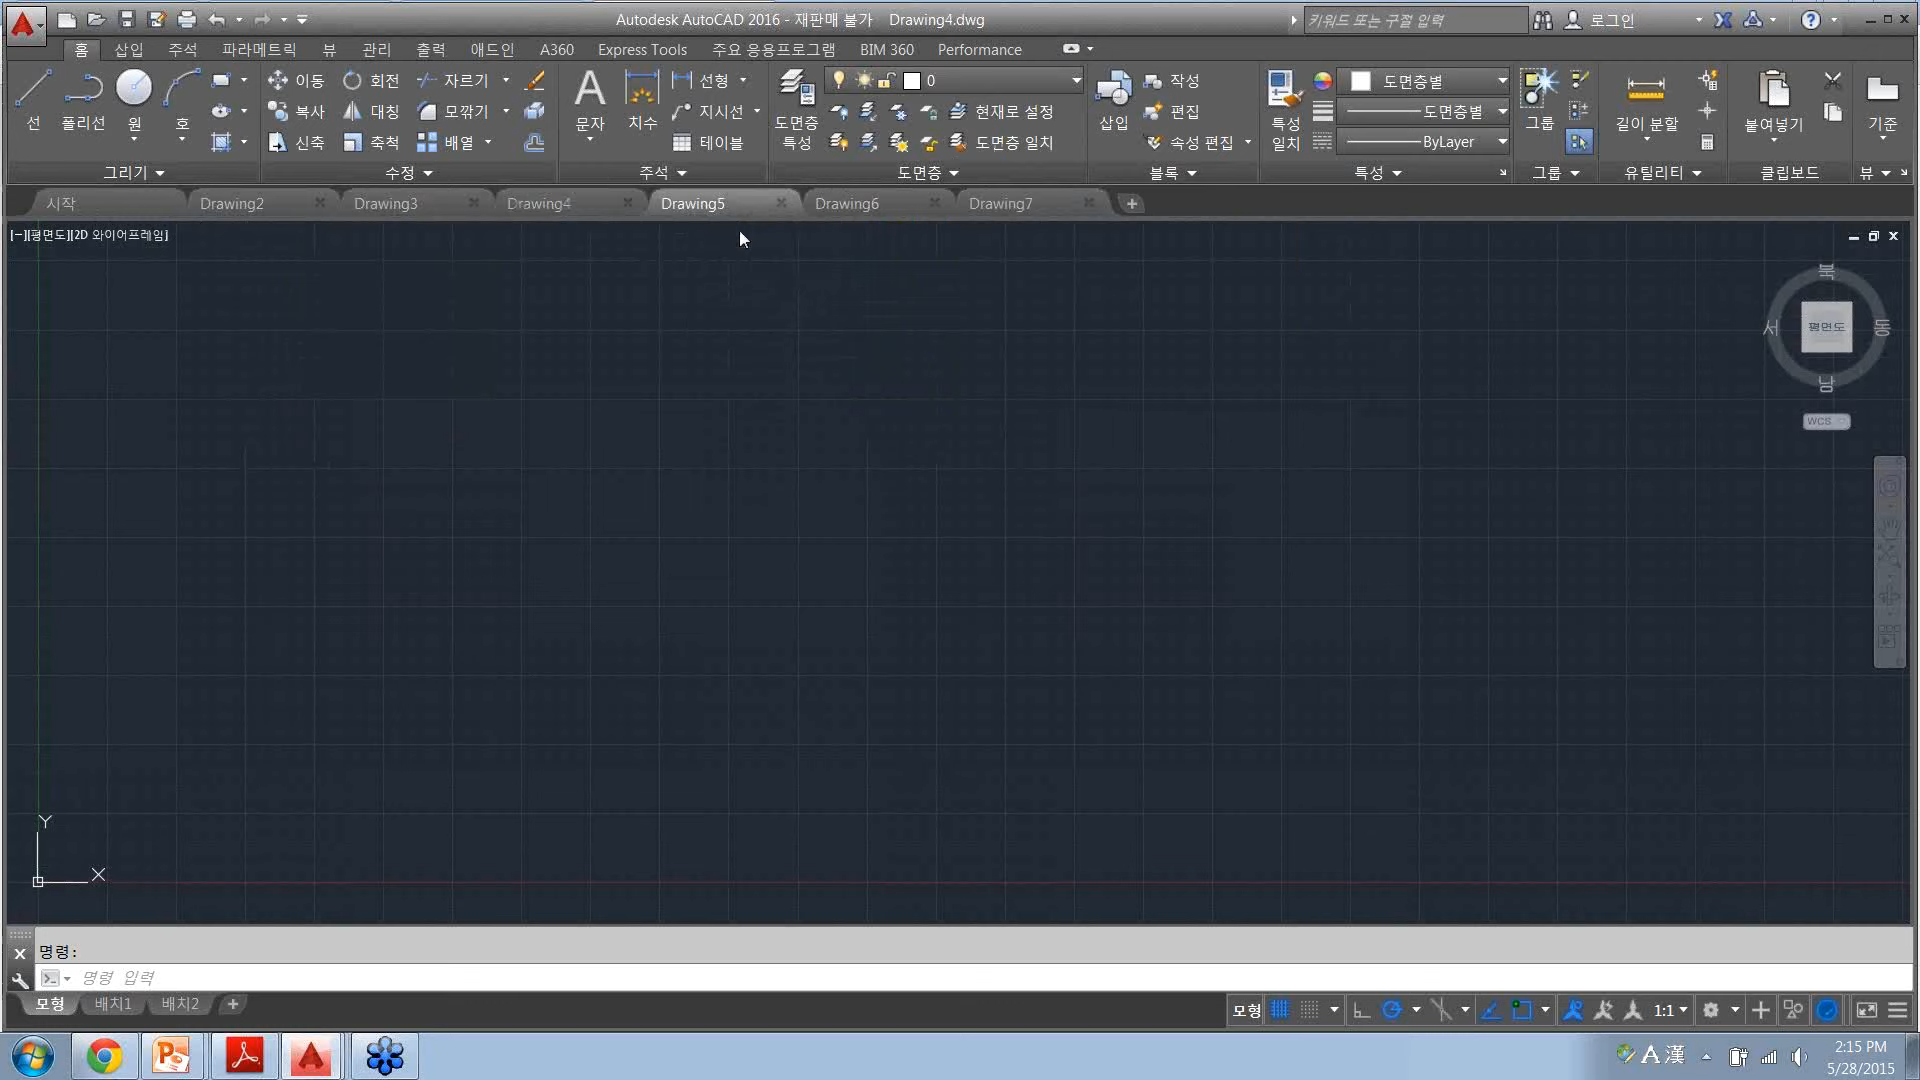 Autodesk AutoCAD 2016 - 재판매 불가 Drawing4.dwg
키워드 또는 구절 입력
로그인
홈 삽입 주석 파라메트릭 뷰 관리 출력 애드인 A360 Express Tools 주요 응용프로그램 BIM 360 Performance
선 폴리선 원 호
이동 회전 자르기
복사 대칭 모깎기
신축 축척 배열
문자 치수
선형
지시선
테이블
도면층 특성
0
현재로 설정
도면층 일치
삽입
작성
편집
속성 편집
특성 일치
도면층별
도면층별
ByLayer
그룹
길이 분할
붙여넣기
기준
그리기 수정 주석 도면층 블록 특성 그룹 유틸리티 클립보드 뷰
시작 Drawing2 Drawing3 Drawing4 Drawing5 Drawing6 Drawing7
[−][평면도][2D 와이어프레임]
북
서 평면도 동
남
WCS
Y
X
명령:
명령 입력
모형 배치1 배치2
모형
1:1
A 漢
2:15 PM
5/28/2015